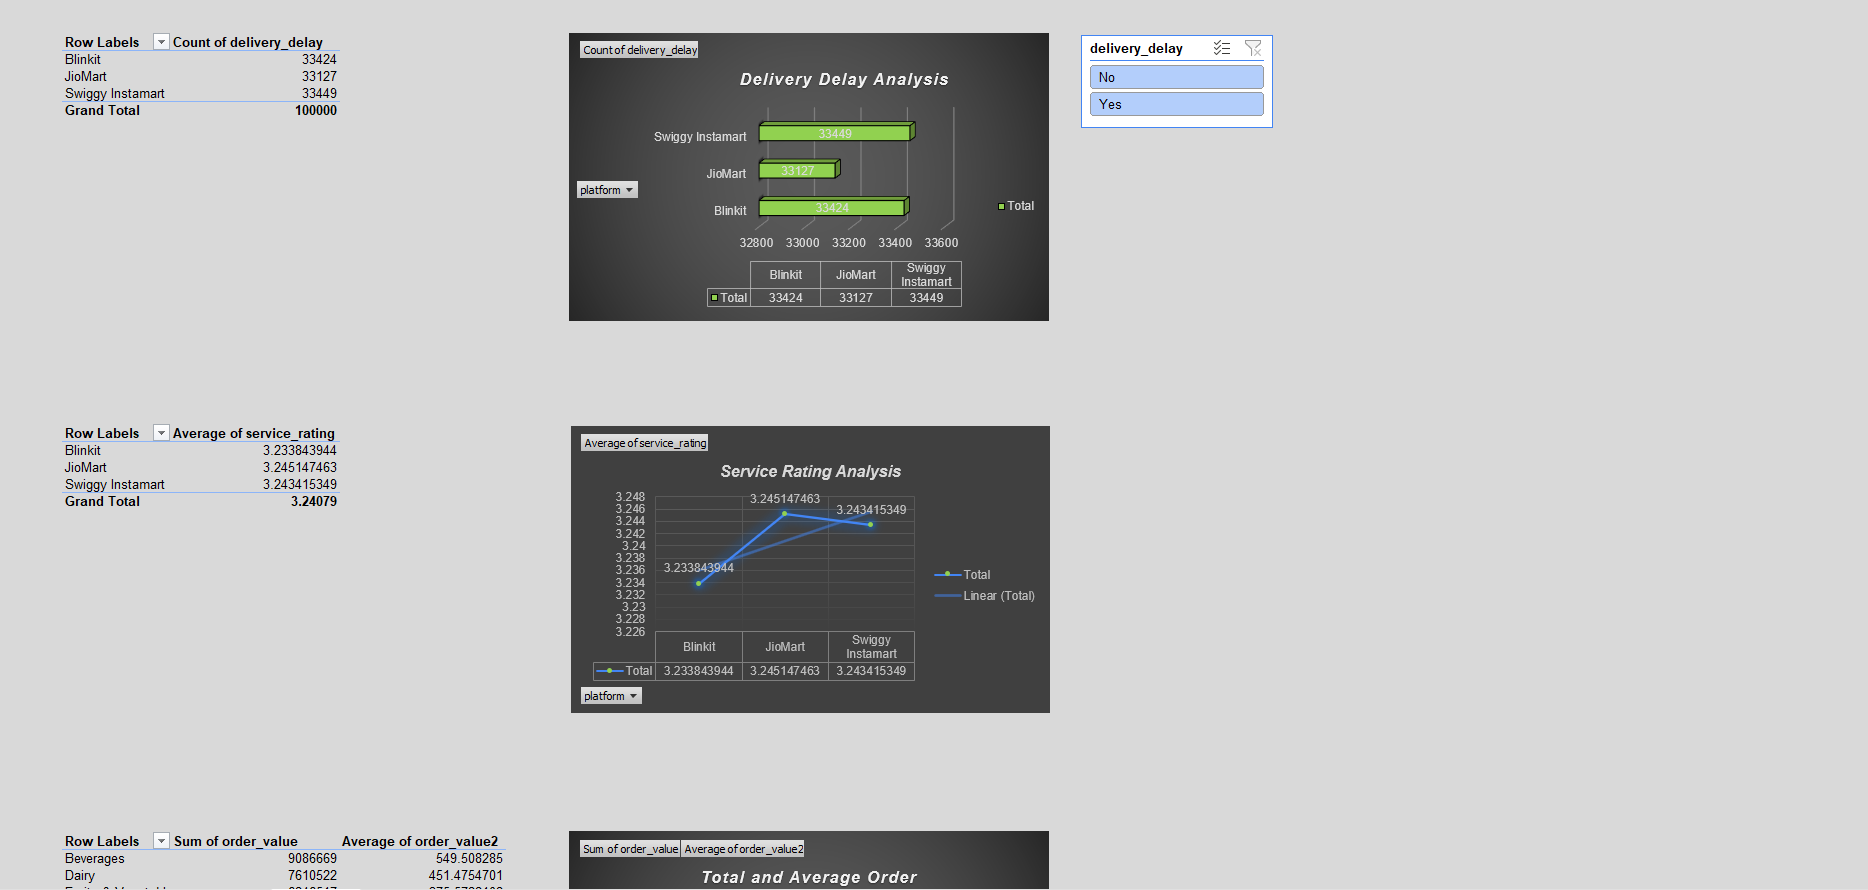 Row Labels Count of delivery_delay
Blinkit 33424
JioMart 33127
Swiggy Instamart 33449
Grand Total 100000
Count of delivery_delay
Delivery Delay Analysis
Swiggy Instamart 33449
JioMart 33127
platform
Blinkit 33424
Total
32800 33000 33200 33400 33600
Blinkit JioMart Swiggy Instamart
Total 33424 33127 33449
delivery_delay
No
Yes
Row Labels Average of service_rating
Blinkit 3.233843944
JioMart 3.245147463
Swiggy Instamart 3.243415349
Grand Total 3.24079
Average of service_rating
Service Rating Analysis
3.248
3.246
3.244
3.242
3.24
3.238
3.236
3.234
3.232
3.23
3.228
3.226
3.233843944
3.245147463
3.243415349
Total
Linear (Total)
Blinkit JioMart Swiggy Instamart
Total 3.233843944 3.245147463 3.243415349
platform
Row Labels Sum of order_value Average of order_value2
Beverages 9086669 549.508285
Dairy 7610522 451.4754701
Sum of order_value Average of order_value2
Total and Average Order